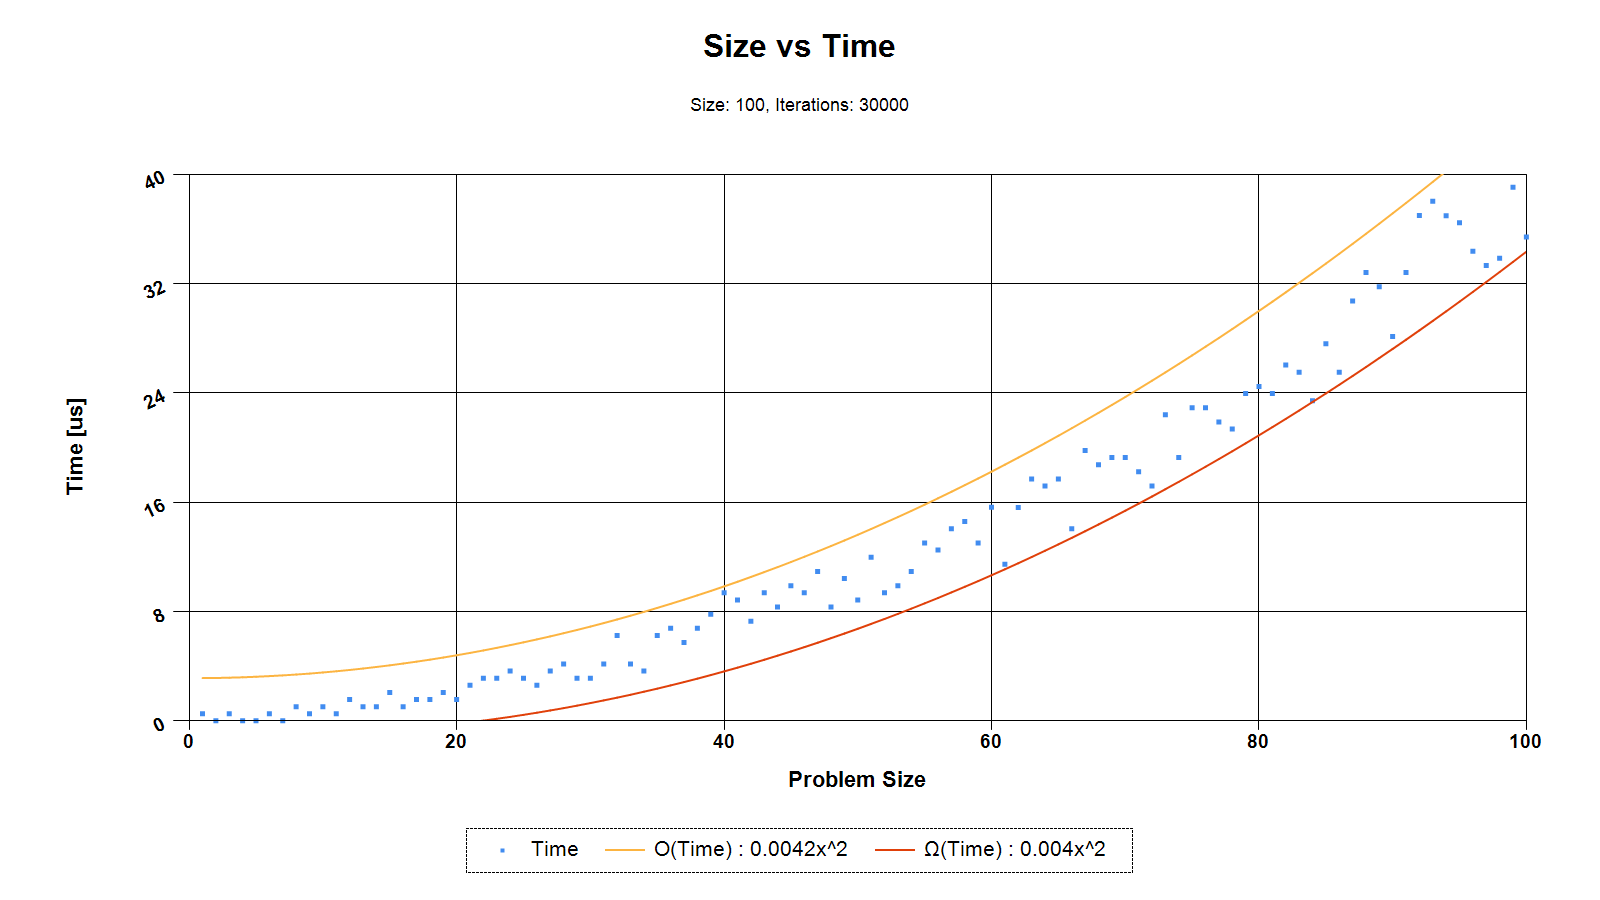 Size vs Time
Size: 100, Iterations: 30000
40
32
24
16
8
0
Time [us]
0 20 40 60 80 100
Problem Size
Time O(Time) : 0.0042x^2 Ω(Time) : 0.004x^2